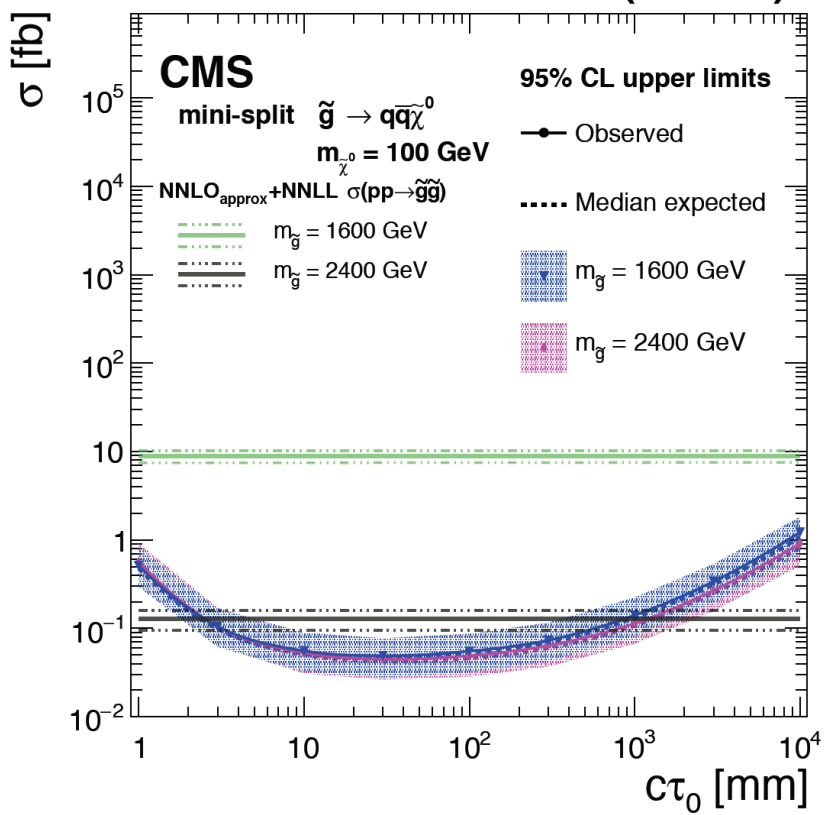 σ [fb]
CMS
mini-split g̃ → qq̅χ̃⁰
m_χ̃⁰ = 100 GeV
NNLO_approx+NNLL σ(pp→g̃g̃)
m_g̃ = 1600 GeV
m_g̃ = 2400 GeV
95% CL upper limits
Observed
Median expected
m_g̃ = 1600 GeV
m_g̃ = 2400 GeV
10⁵
10⁴
10³
10²
10
1
10⁻¹
10⁻²
1 10 10² 10³ 10⁴
cτ₀ [mm]